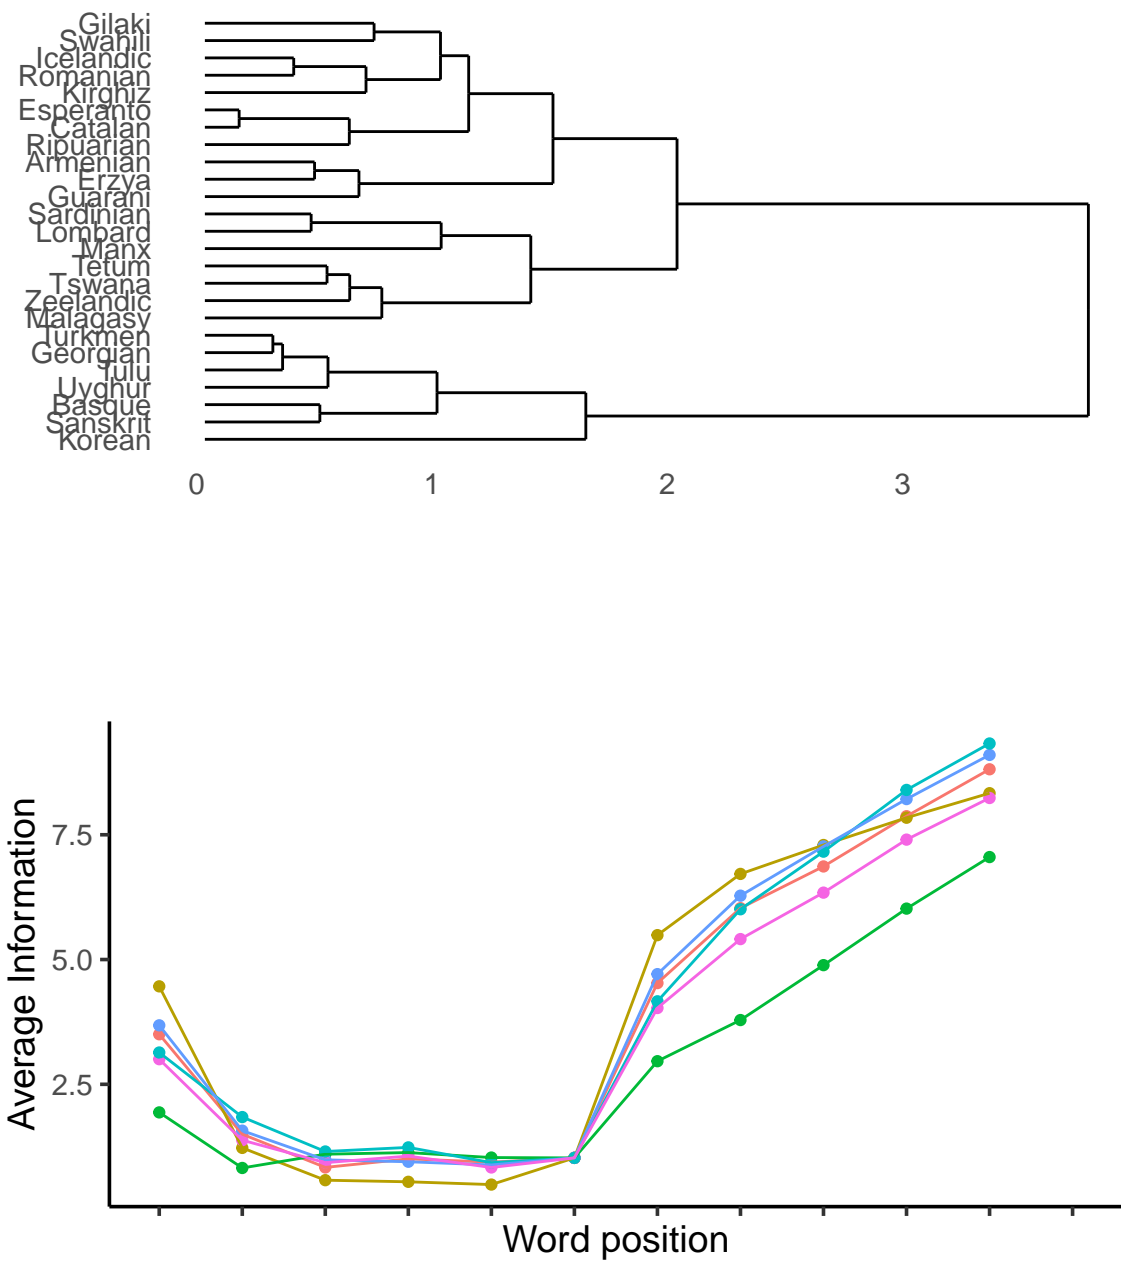 Gilaki
Swahili
Icelandic
Romanian
Kirghiz
Esperanto
Catalan
Ripuarian
Armenian
Erzya
Guarani
Sardinian
Lombard
Manx
Tetum
Tswana
Zeelandic
Malagasy
Turkmen
Georgian
Tulu
Uyghur
Basque
Sanskrit
Korean
0 1 2 3
Average Information
7.5
5.0
2.5
Word position